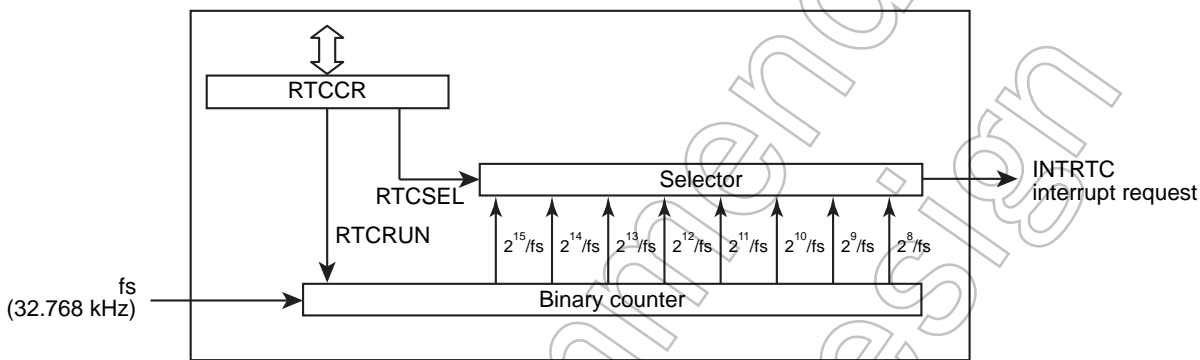 RTCCR
Selector
INTRTC
interrupt request
RTCSEL
RTCRUN
2^15/fs 2^14/fs 2^13/fs 2^12/fs 2^11/fs 2^10/fs 2^9/fs 2^8/fs
fs
(32.768 kHz)
Binary counter